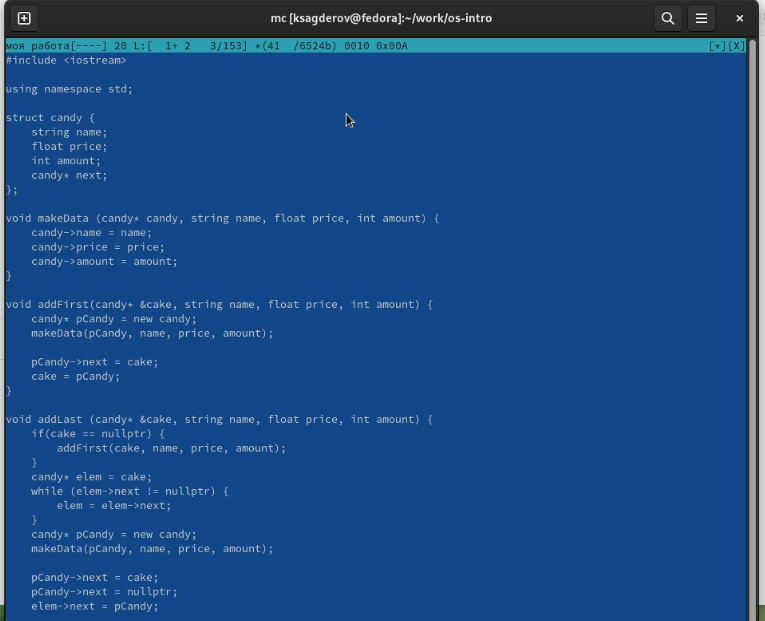 mc [ksagderov@fedora]:~/work/os-intro
моя работа[----] 20 L:[  1+ 2   3/153] *(41  /6524b) 0010 0x00A [*][X]
#include <iostream>

using namespace std;

struct candy {
    string name;
    float price;
    int amount;
    candy* next;
};

void makeData (candy* candy, string name, float price, int amount) {
    candy->name = name;
    candy->price = price;
    candy->amount = amount;
}

void addFirst(candy* &cake, string name, float price, int amount) {
    candy* pCandy = new candy;
    makeData(pCandy, name, price, amount);

    pCandy->next = cake;
    cake = pCandy;
}

void addLast (candy* &cake, string name, float price, int amount) {
    if(cake == nullptr) {
        addFirst(cake, name, price, amount);
    }
    candy* elem = cake;
    while (elem->next != nullptr) {
        elem = elem->next;
    }
    candy* pCandy = new candy;
    makeData(pCandy, name, price, amount);

    pCandy->next = cake;
    pCandy->next = nullptr;
    elem->next = pCandy;